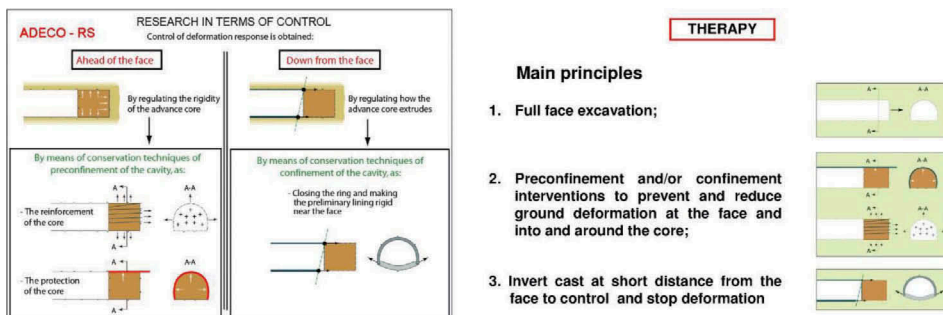 ADECO - RS
RESEARCH IN TERMS OF CONTROL
Control of deformation response is obtained:
Ahead of the face
By regulating the rigidity
of the advance core
By means of conservation techniques of
preconfinement of the cavity, as:
A
A-A
- The reinforcement
of the core
A
A
A-A
- The protection
of the core
A
Down from the face
By regulating how the
advance core extrudes
By means of conservation techniques of
confinement of the cavity, as:
- Closing the ring and making
the preliminary lining rigid
near the face
THERAPY
Main principles
1. Full face excavation;
A
A-A
A
2. Preconfinement and/or confinement
interventions to prevent and reduce
ground deformation at the face and
into and around the core;
A
A-A
A
A
A-A
A
3. Invert cast at short distance from the
face to control and stop deformation